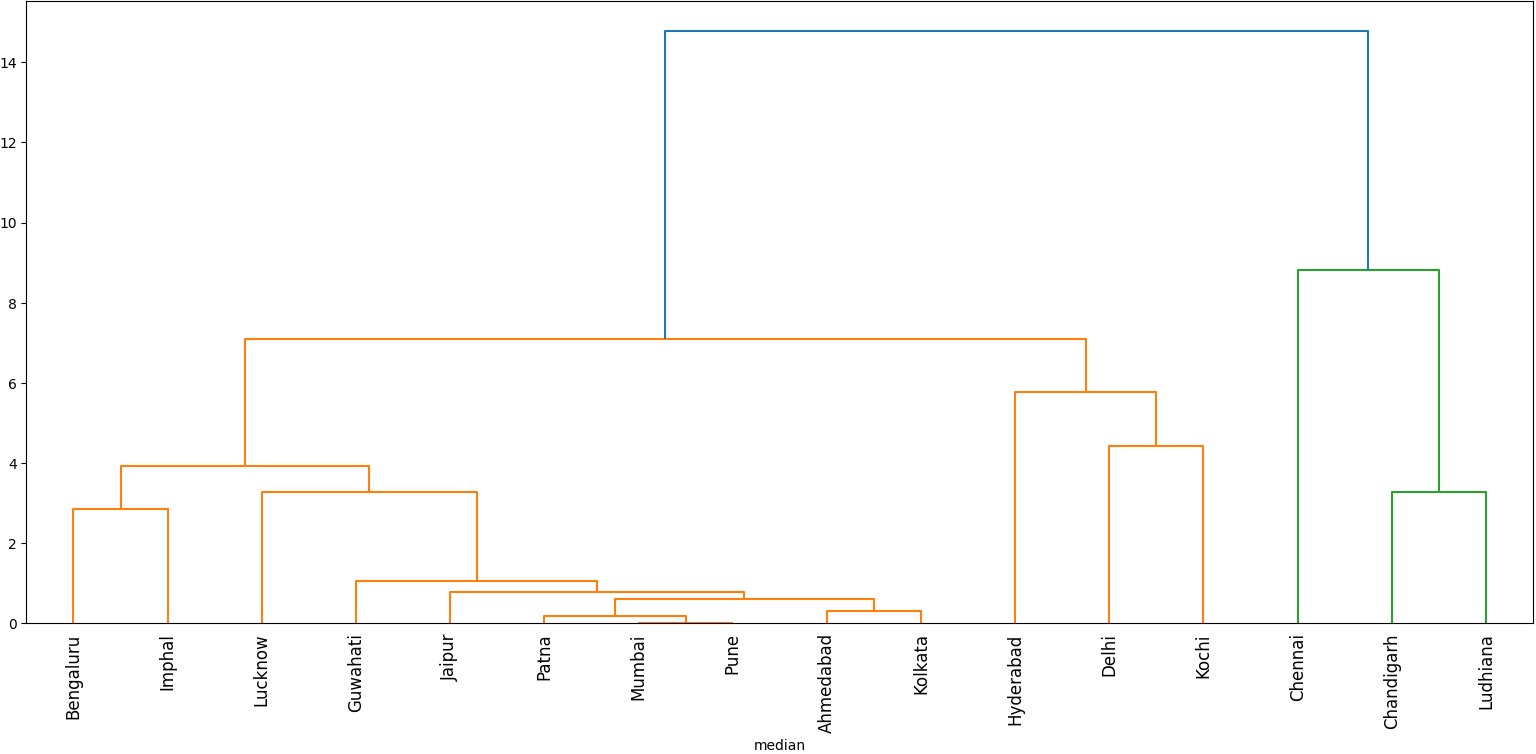 14
12
10
8
6
4
2
0
Bengaluru
Imphal
Lucknow
Guwahati
Jaipur
Patna
Mumbai
Pune
Ahmedabad
Kolkata
Hyderabad
Delhi
Kochi
Chennai
Chandigarh
Ludhiana
median